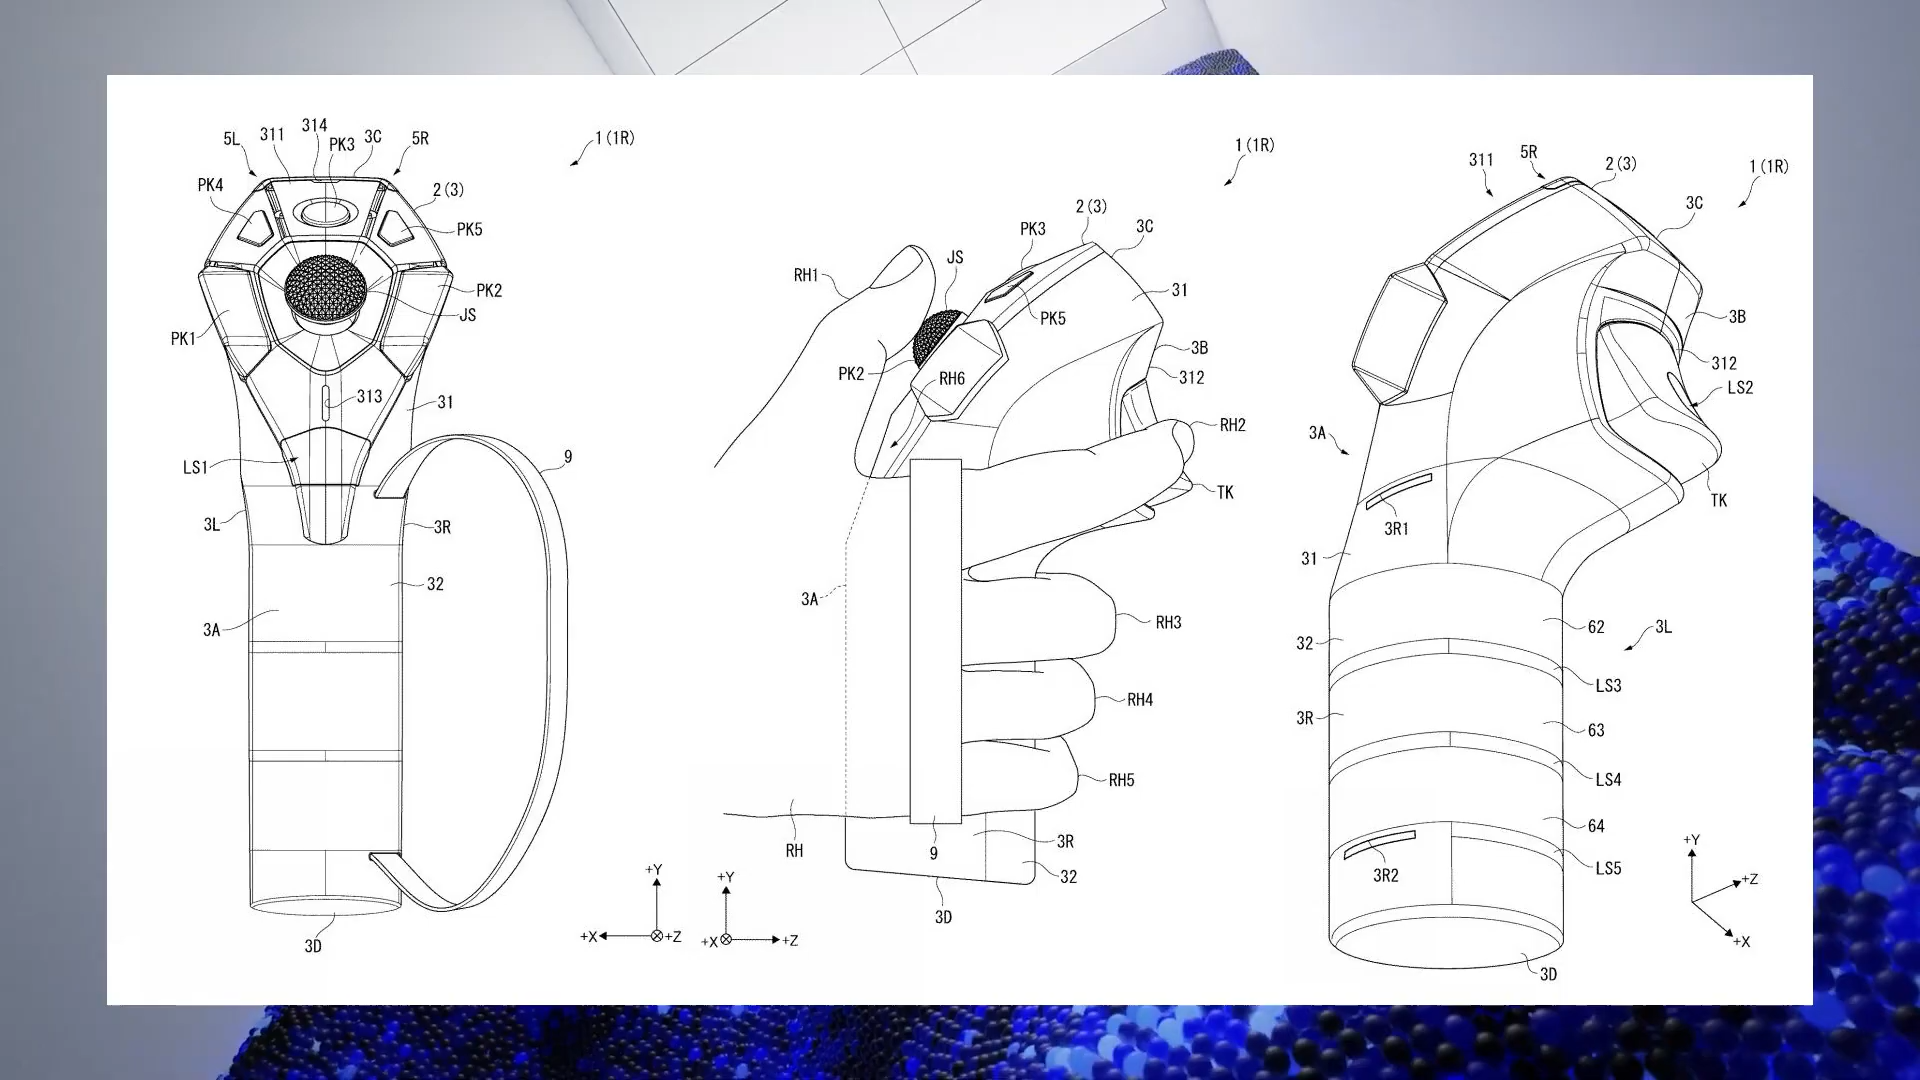 5L
311
314
PK3
3C
5R
1(1R)
PK4
2(3)
PK5
PK2
JS
PK1
313
31
LS1
9
3L
3R
32
3A
3D
+Y
+X
+Z
1(1R)
2(3)
PK3
3C
JS
RH1
31
PK5
3B
PK2
RH6
312
RH2
TK
3A
RH3
RH4
RH5
RH
9
3R
32
3D
+Y
+X
+Z
311
5R
2(3)
1(1R)
3C
3B
312
LS2
3A
TK
3R1
31
62
32
3L
LS3
3R
63
LS4
64
3R2
LS5
3D
+Y
+Z
+X